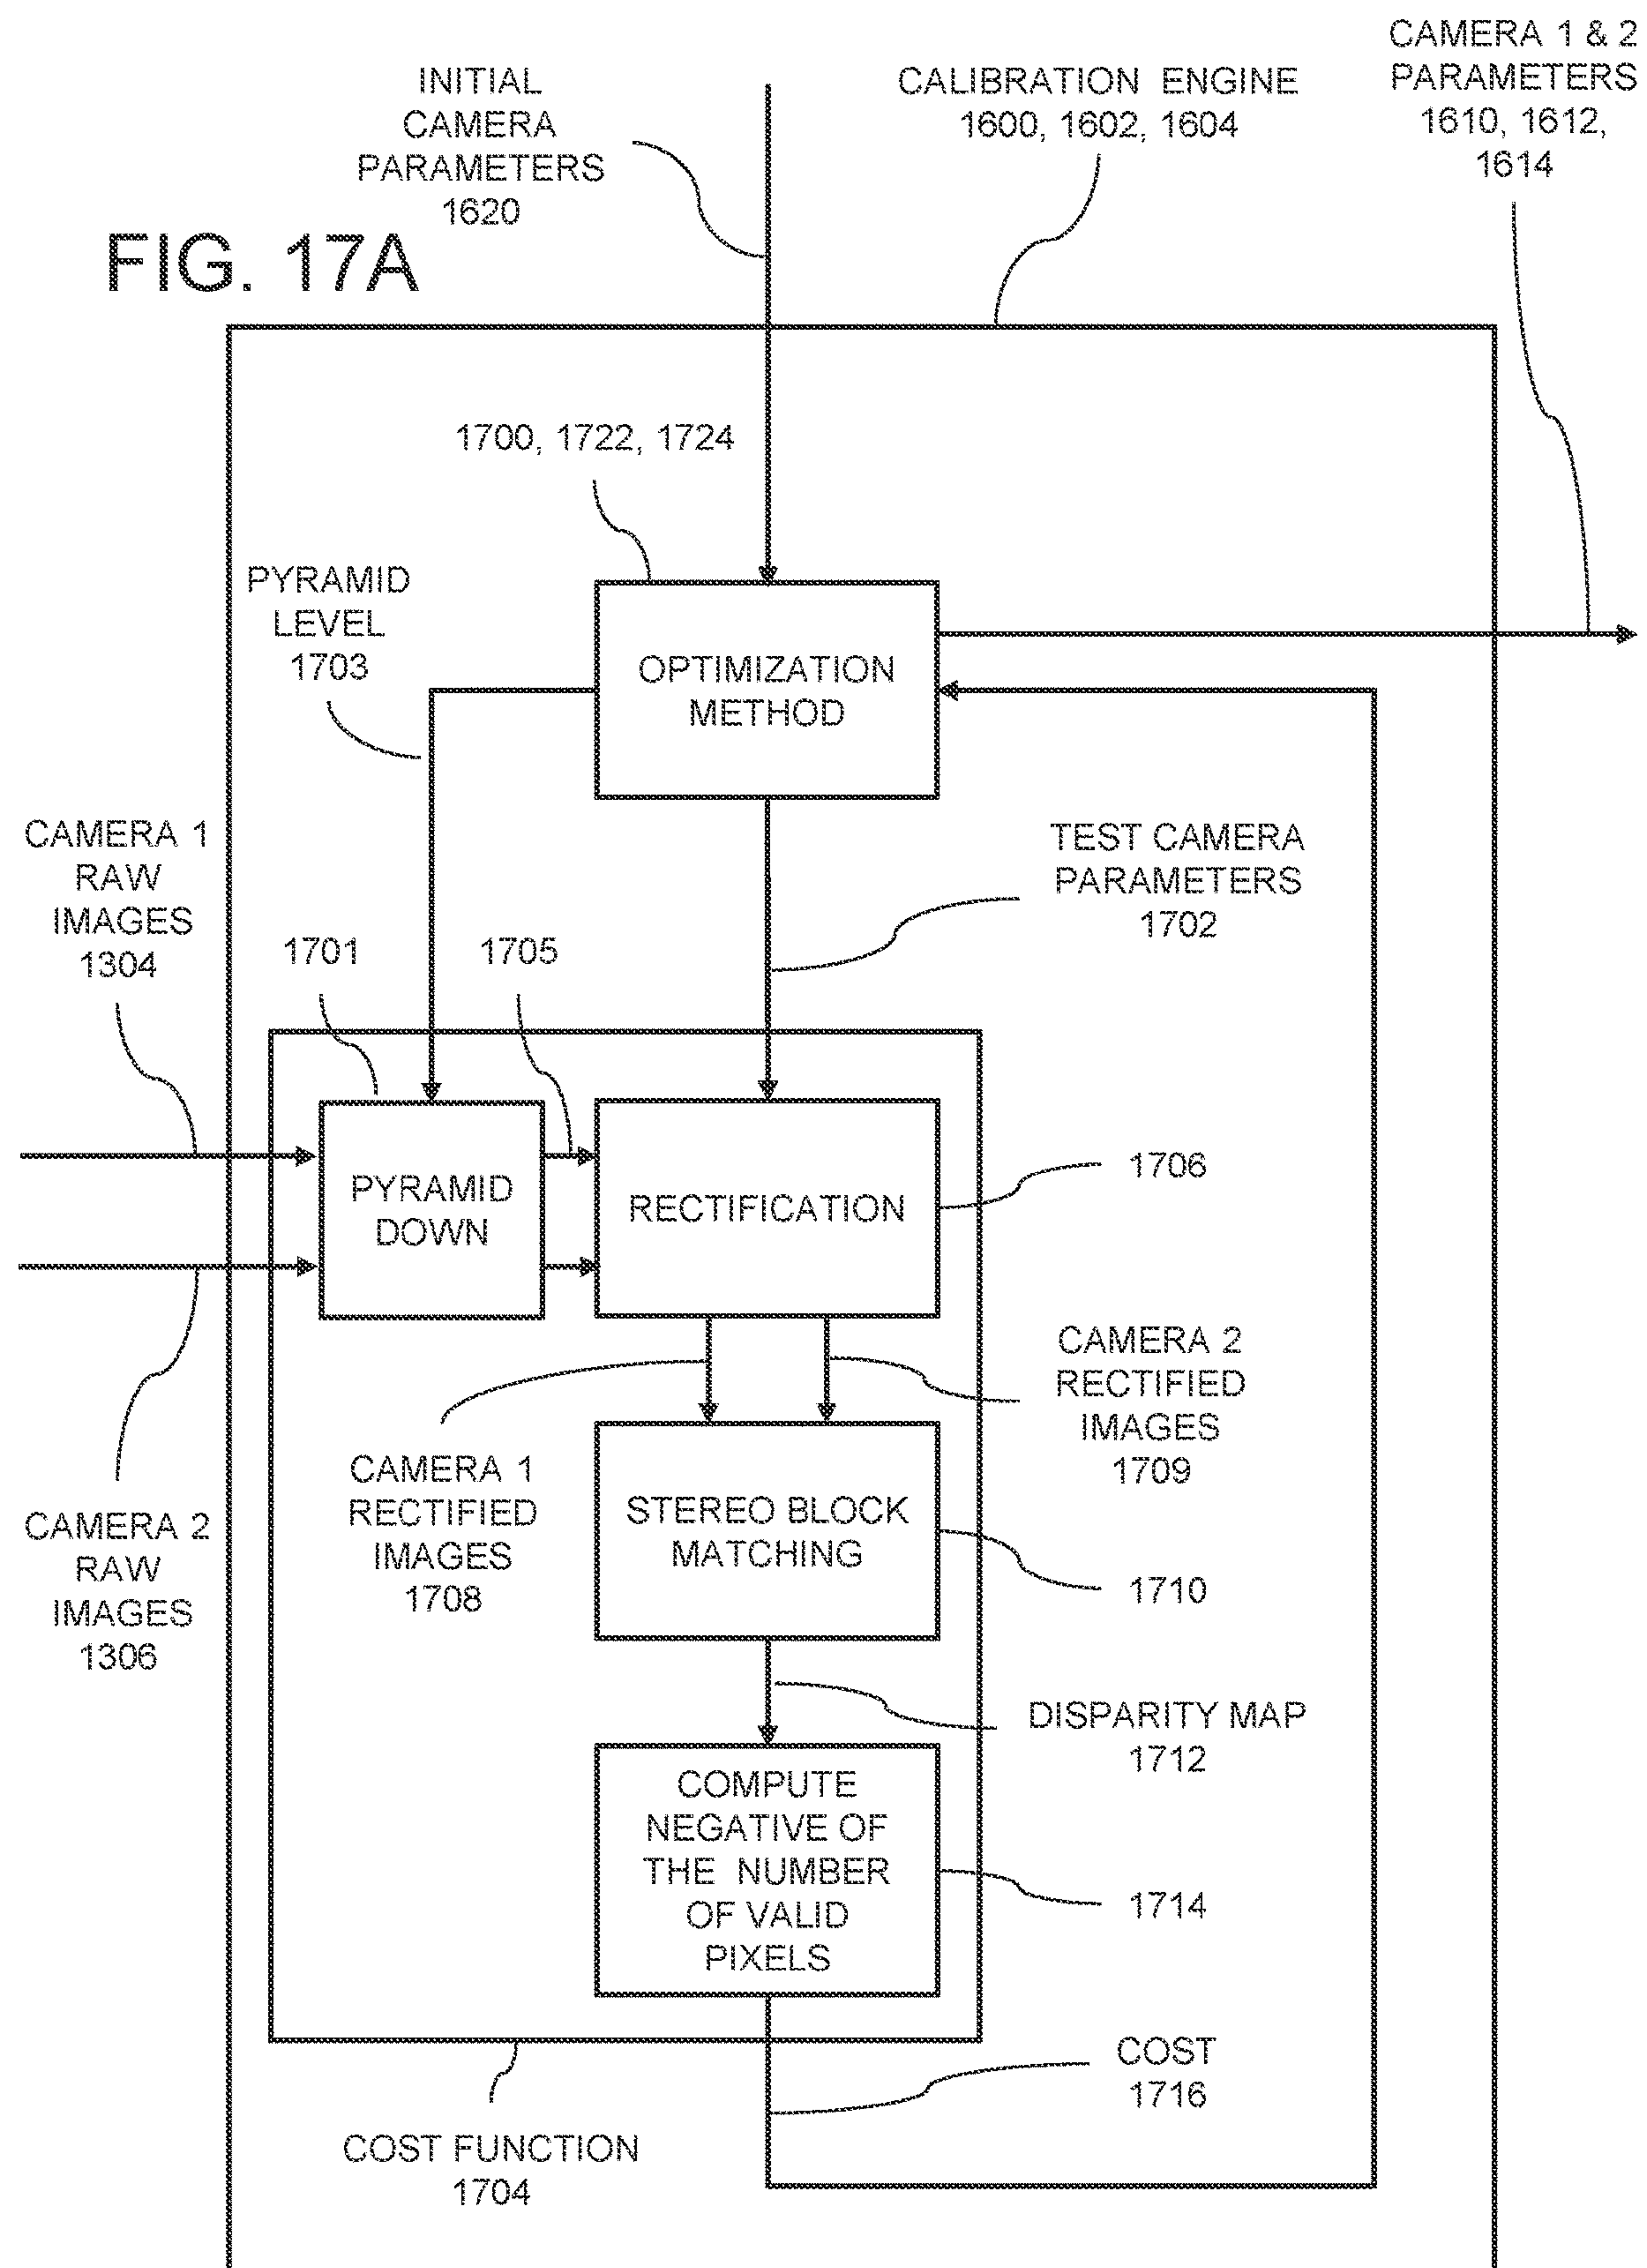 CAMERA 1 & 2
PARAMETERS
1610, 1612,
1614
INITIAL
CAMERA
PARAMETERS
1620
CALIBRATION ENGINE
1600, 1602, 1604
FIG. 17A
1700, 1722, 1724
PYRAMID
LEVEL
1703
OPTIMIZATION
METHOD
CAMERA 1
RAW
IMAGES
1304
TEST CAMERA
PARAMETERS
1702
1701
1705
PYRAMID
DOWN
RECTIFICATION
1706
CAMERA 2
RECTIFIED
IMAGES
1709
CAMERA 1
RECTIFIED
IMAGES
1708
STEREO BLOCK
MATCHING
1710
CAMERA 2
RAW
IMAGES
1306
DISPARITY MAP
1712
COMPUTE
NEGATIVE OF
THE NUMBER
OF VALID
PIXELS
1714
COST
1716
COST FUNCTION
1704